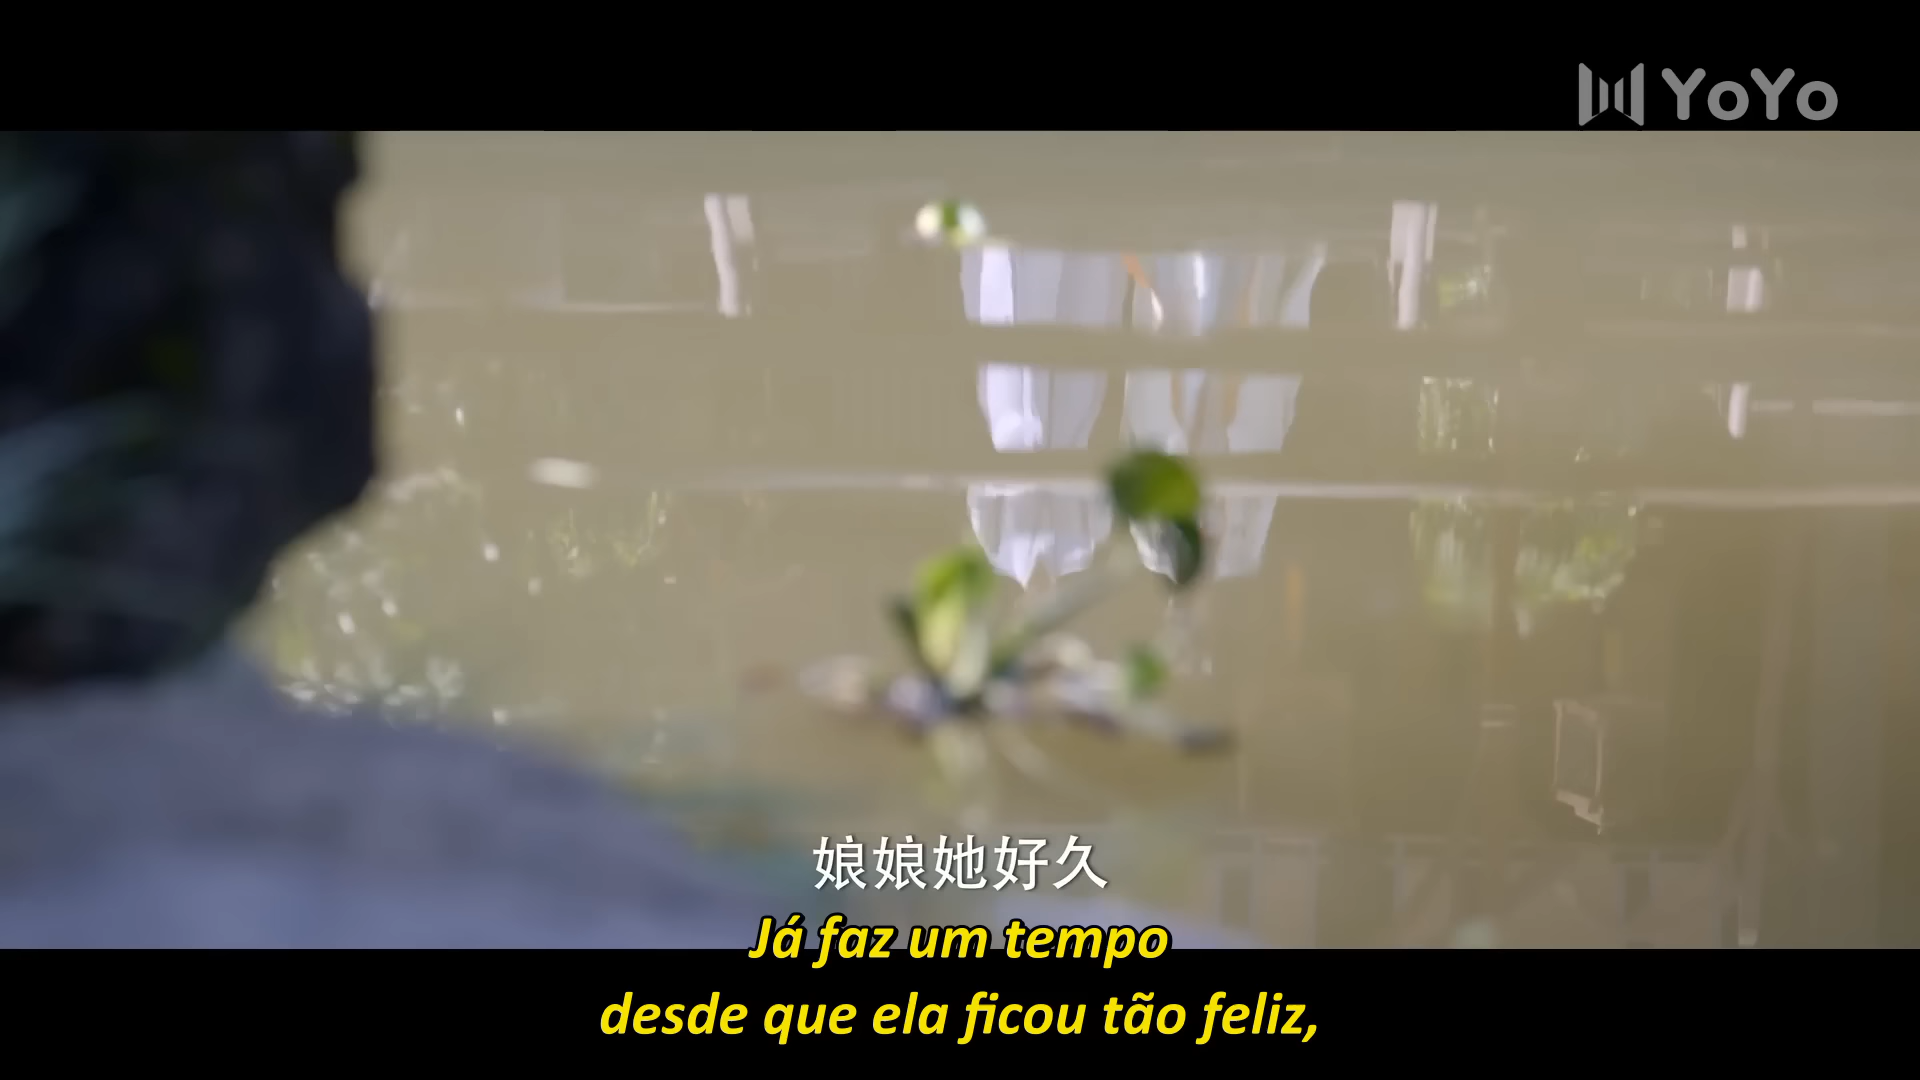 YoYo
娘娘她好久
Já faz um tempo
desde que ela ficou tão feliz,